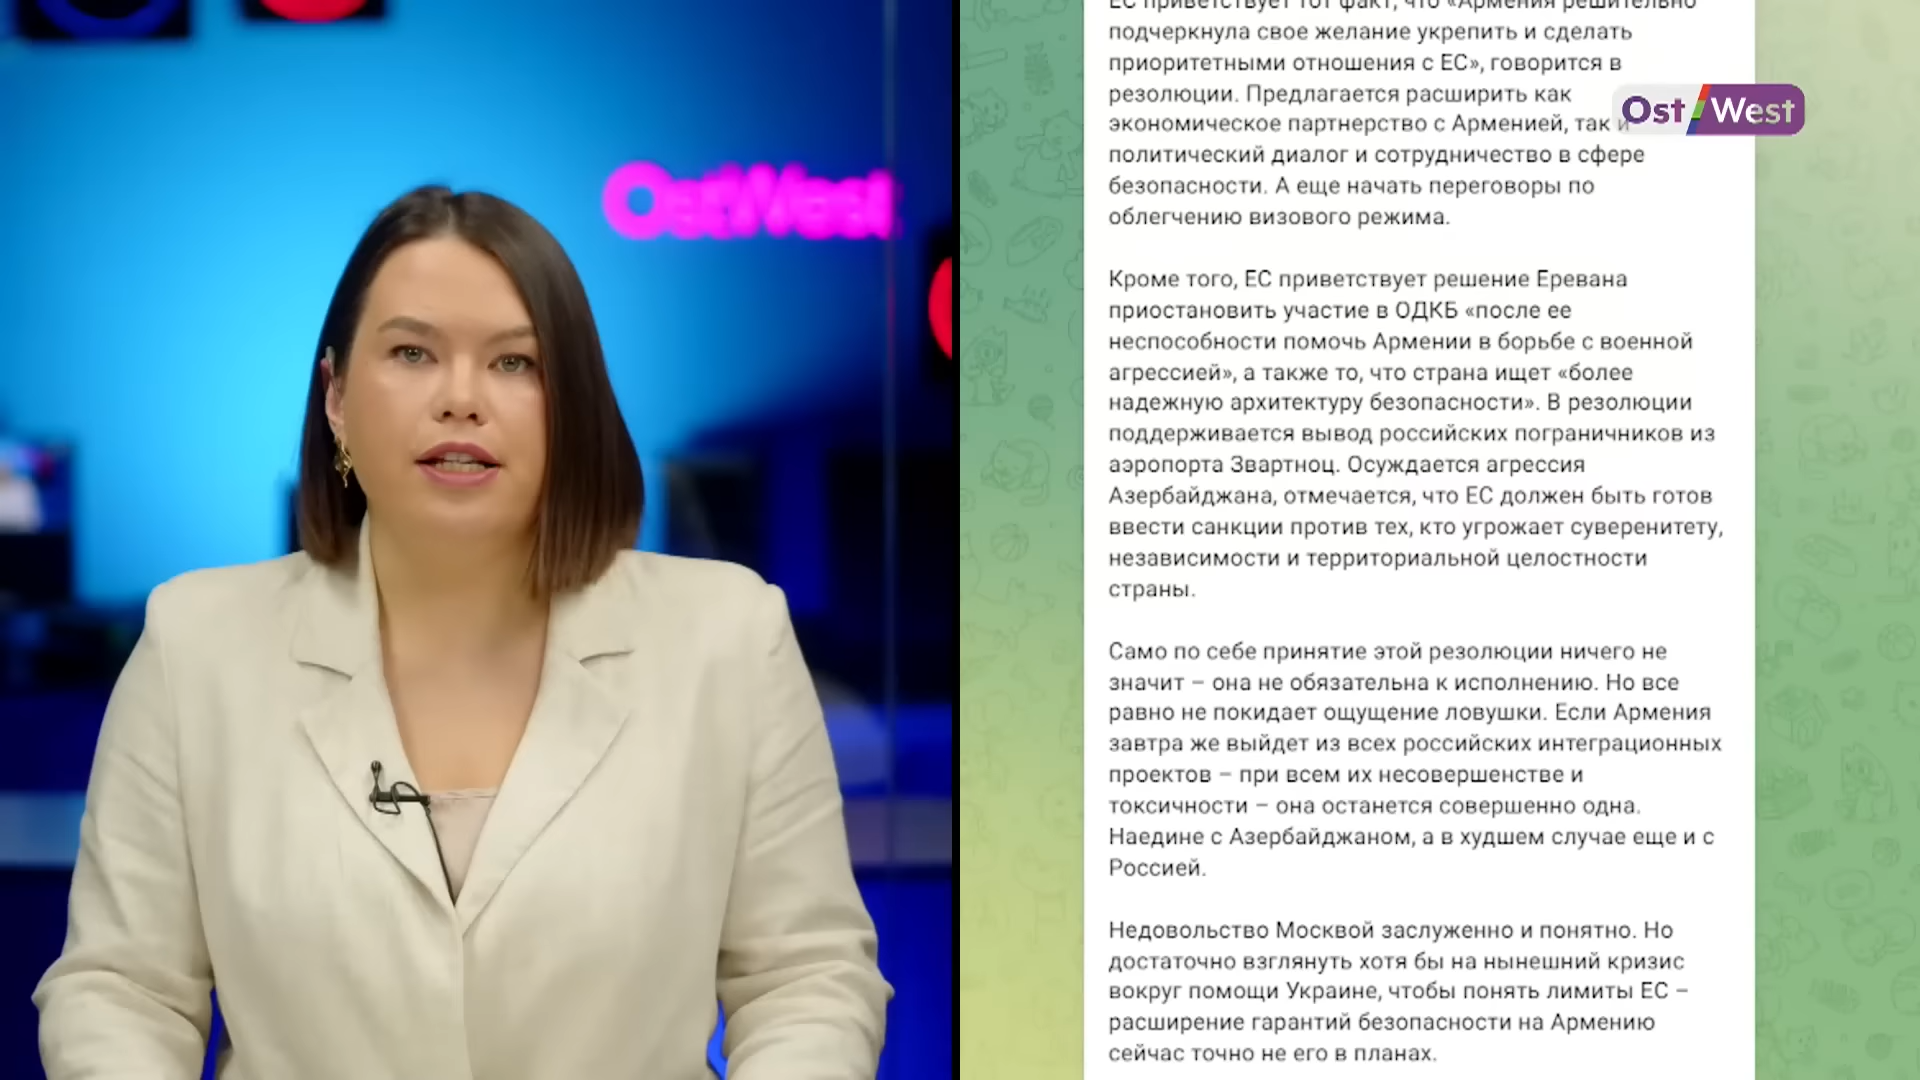 OstWest
Ost/West
ЕС приветствует тот факт, что «Армения решительно
подчеркнула свое желание укрепить и сделать
приоритетными отношения с ЕС», говорится в
резолюции. Предлагается расширить как
экономическое партнерство с Арменией, так и
политический диалог и сотрудничество в сфере
безопасности. А еще начать переговоры по
облегчению визового режима.
Кроме того, ЕС приветствует решение Еревана
приостановить участие в ОДКБ «после ее
неспособности помочь Армении в борьбе с военной
агрессией», а также то, что страна ищет «более
надежную архитектуру безопасности». В резолюции
поддерживается вывод российских пограничников из
аэропорта Звартноц. Осуждается агрессия
Азербайджана, отмечается, что ЕС должен быть готов
ввести санкции против тех, кто угрожает суверенитету,
независимости и территориальной целостности
страны.
Само по себе принятие этой резолюции ничего не
значит – она не обязательна к исполнению. Но все
равно не покидает ощущение ловушки. Если Армения
завтра же выйдет из всех российских интеграционных
проектов – при всем их несовершенстве и
токсичности – она останется совершенно одна.
Наедине с Азербайджаном, а в худшем случае еще и с
Россией.
Недовольство Москвой заслуженно и понятно. Но
достаточно взглянуть хотя бы на нынешний кризис
вокруг помощи Украине, чтобы понять лимиты ЕС –
расширение гарантий безопасности на Армению
сейчас точно не его в планах.